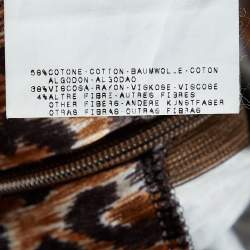 58%COTONE-COTTON-BAUMWOLLE-COTON
ALGODON-ALGODAO
38%VISCOSA-RAYON-VISKOSE-VISCOSE
4%ALTRE FIBRE-AUTRES FIBRES
OTHER FIBERS-ANDERE KUNSTFASER
OTRAS FIBRAS-OUTRAS FIBRAS